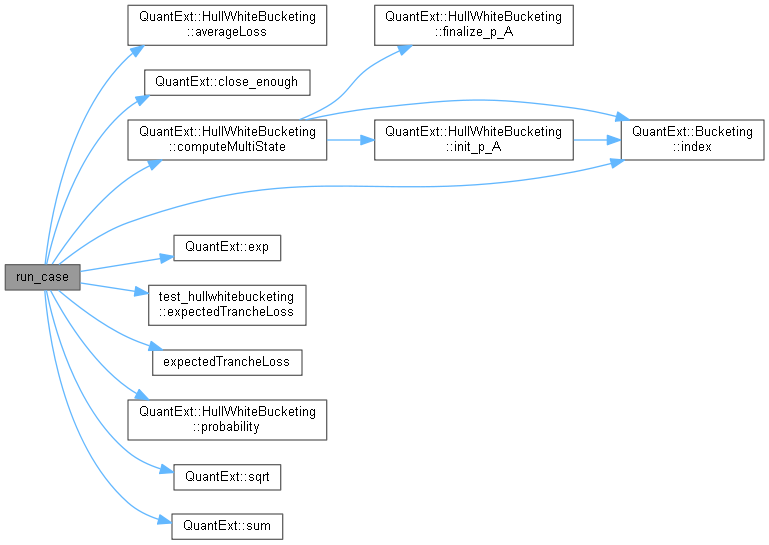 QuantExt::HullWhiteBucketing
::averageLoss
QuantExt::HullWhiteBucketing
::finalize_p_A
QuantExt::close_enough
QuantExt::HullWhiteBucketing
::computeMultiState
QuantExt::HullWhiteBucketing
::init_p_A
QuantExt::Bucketing
::index
run_case
QuantExt::exp
test_hullwhitebucketing
::expectedTrancheLoss
expectedTrancheLoss
QuantExt::HullWhiteBucketing
::probability
QuantExt::sqrt
QuantExt::sum